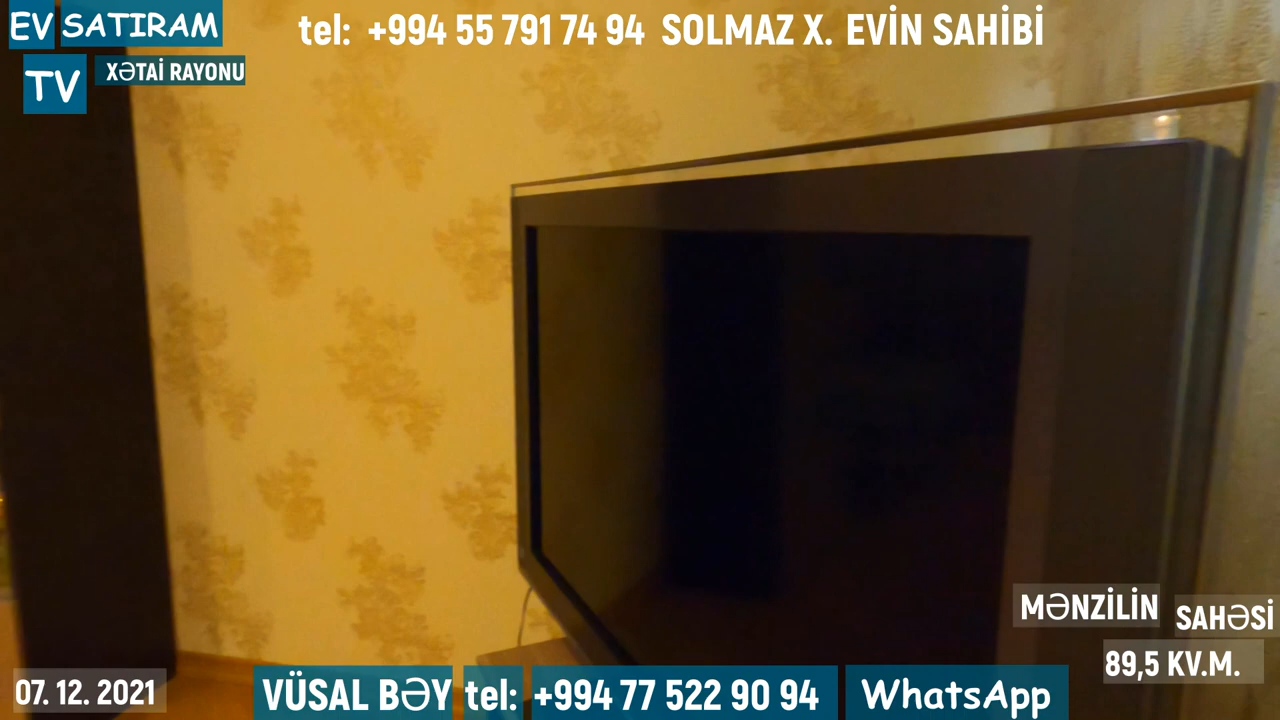 EV SATIRAM
TV
XƏTAİ RAYONU
tel: +994 55 791 74 94 SOLMAZ X. EVİN SAHİBİ
MƏNZİLİN SAHƏSİ
89,5 KV.M.
07. 12. 2021
VÜSAL BƏY tel: +994 77 522 90 94 WhatsApp